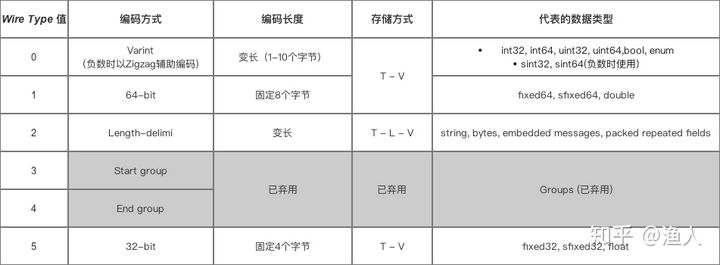 Wire Type 值 编码方式 编码长度 存储方式 代表的数据类型
0 Varint
(负数时以Zigzag辅助编码) 变长（1-10个字节） T - V • int32, int64, uint32, uint64,bool, enum
• sint32, sint64(负数时使用)
1 64-bit 固定8个字节 fixed64, sfixed64, double
2 Length-delimi 变长 T - L - V string, bytes, embedded messages, packed repeated fields
3 Start group 已弃用 已弃用 Groups (已弃用)
4 End group
5 32-bit 固定4个字节 T - V fixed32, sfixed32, float
知乎 @渔人